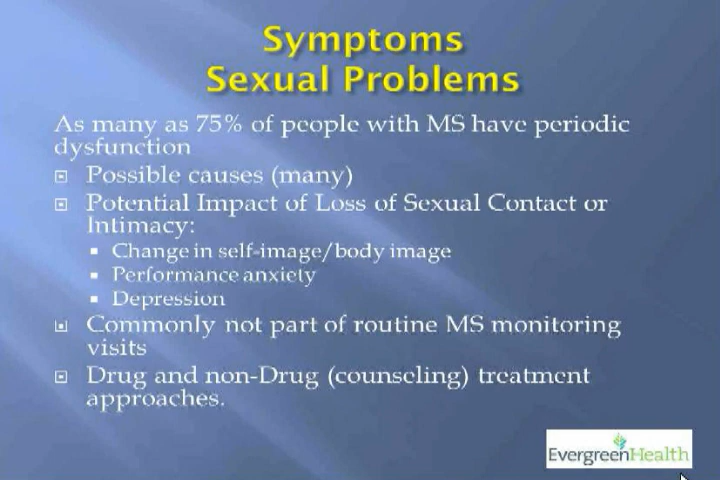 Symptoms
Sexual Problems
As many as 75% of people with MS have periodic
dysfunction
Possible causes (many)
Potential Impact of Loss of Sexual Contact or
Intimacy:
Change in self-image/body image
Performance anxiety
Depression
Commonly not part of routine MS monitoring
visits
Drug and non-Drug (counseling) treatment
approaches.
EvergreenHealth